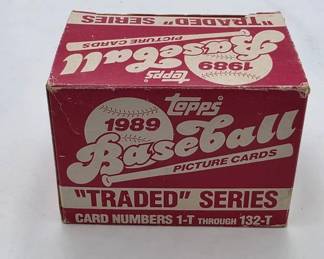 "TRADED" SERIES
PICTURE CARDS
Baseball
1989
Topps
Topps
1989
Baseball
PICTURE CARDS
"TRADED" SERIES
CARD NUMBERS 1-T THROUGH 132-T